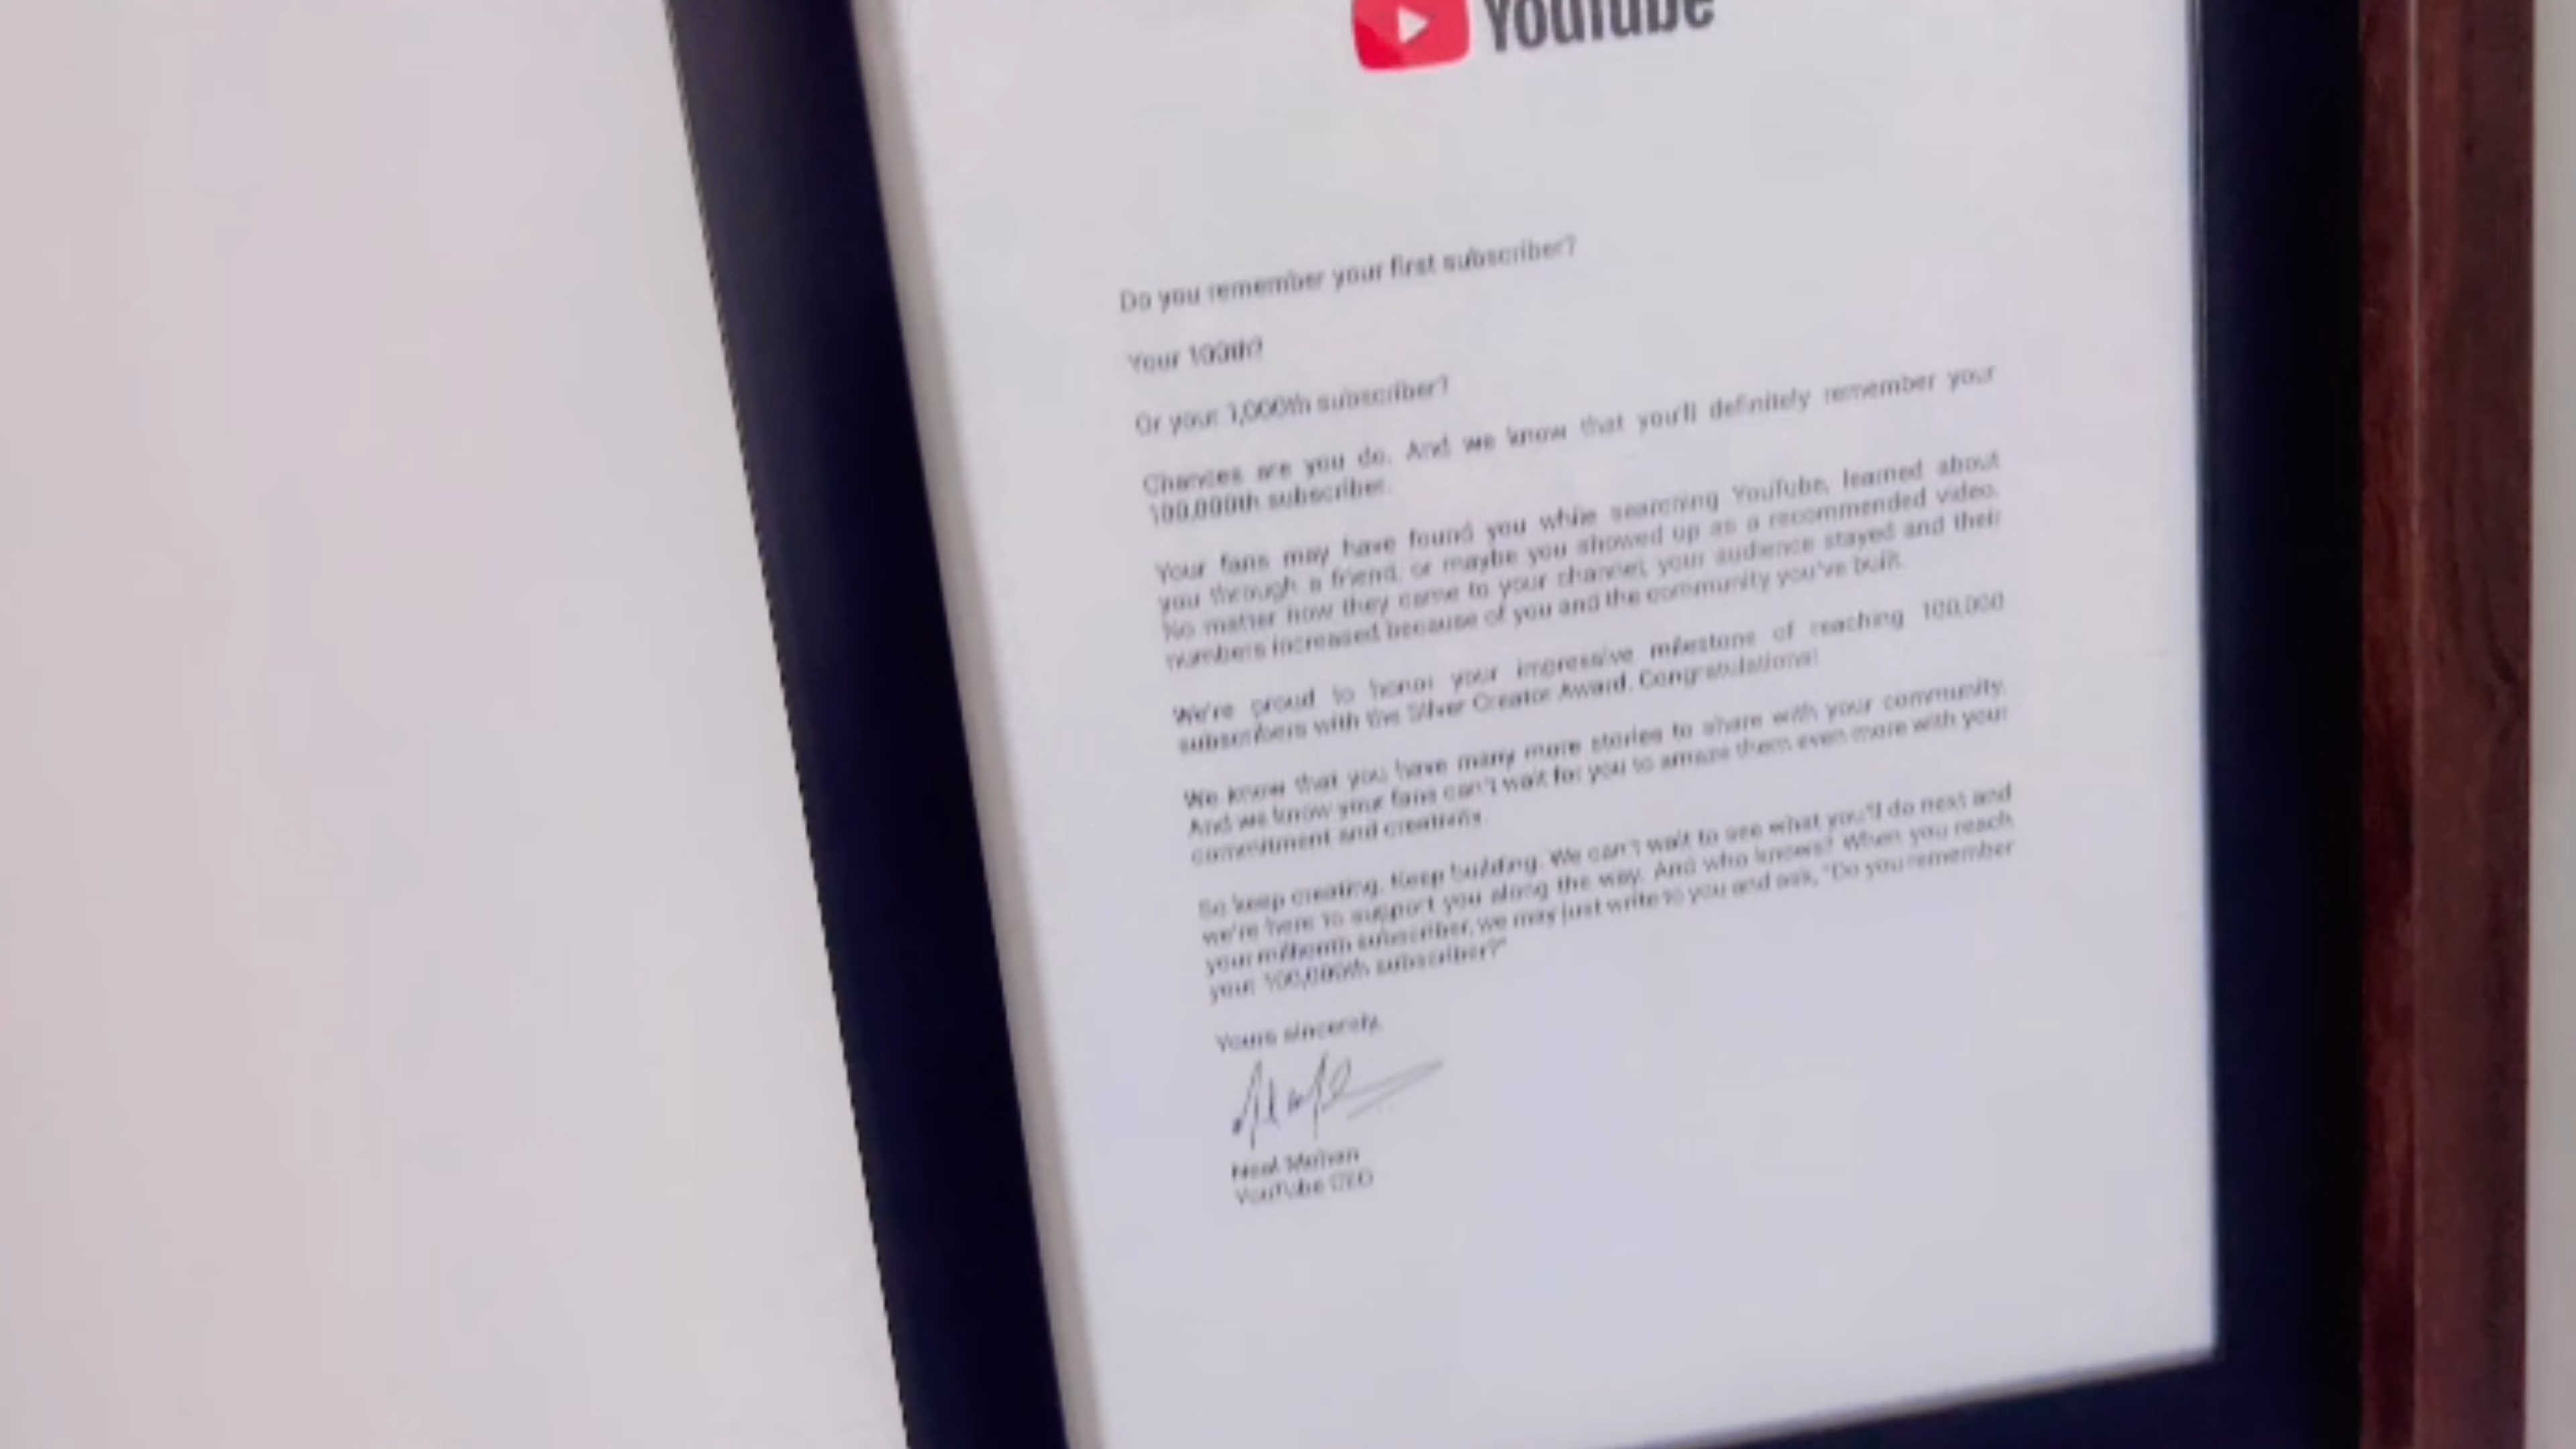 YouTube
Do you remember your first subscriber?
Your 100th?
Or your 1,000th subscriber?
Chances are you do. And we know that you'll definitely remember your
100,000th subscriber.
Your fans may have found you while searching YouTube, learned about
you through a friend, or maybe you showed up as a recommended video.
No matter how they came to your channel, your audience stayed and their
numbers increased because of you and the community you've built.
We're proud to honor your impressive milestone of reaching 100,000
subscribers with the Silver Creator Award. Congratulations!
We know that you have many more stories to share with your community.
And we know your fans can't wait for you to amaze them even more with your
commitment and creativity.
So keep creating. Keep building. We can't wait to see what you'll do next and
we're here to support you along the way. And who knows? When you reach
your millionth subscriber, we may just write to you and ask, "Do you remember
your 100,000th subscriber?"
Yours sincerely,
Neal Mohan
YouTube CEO